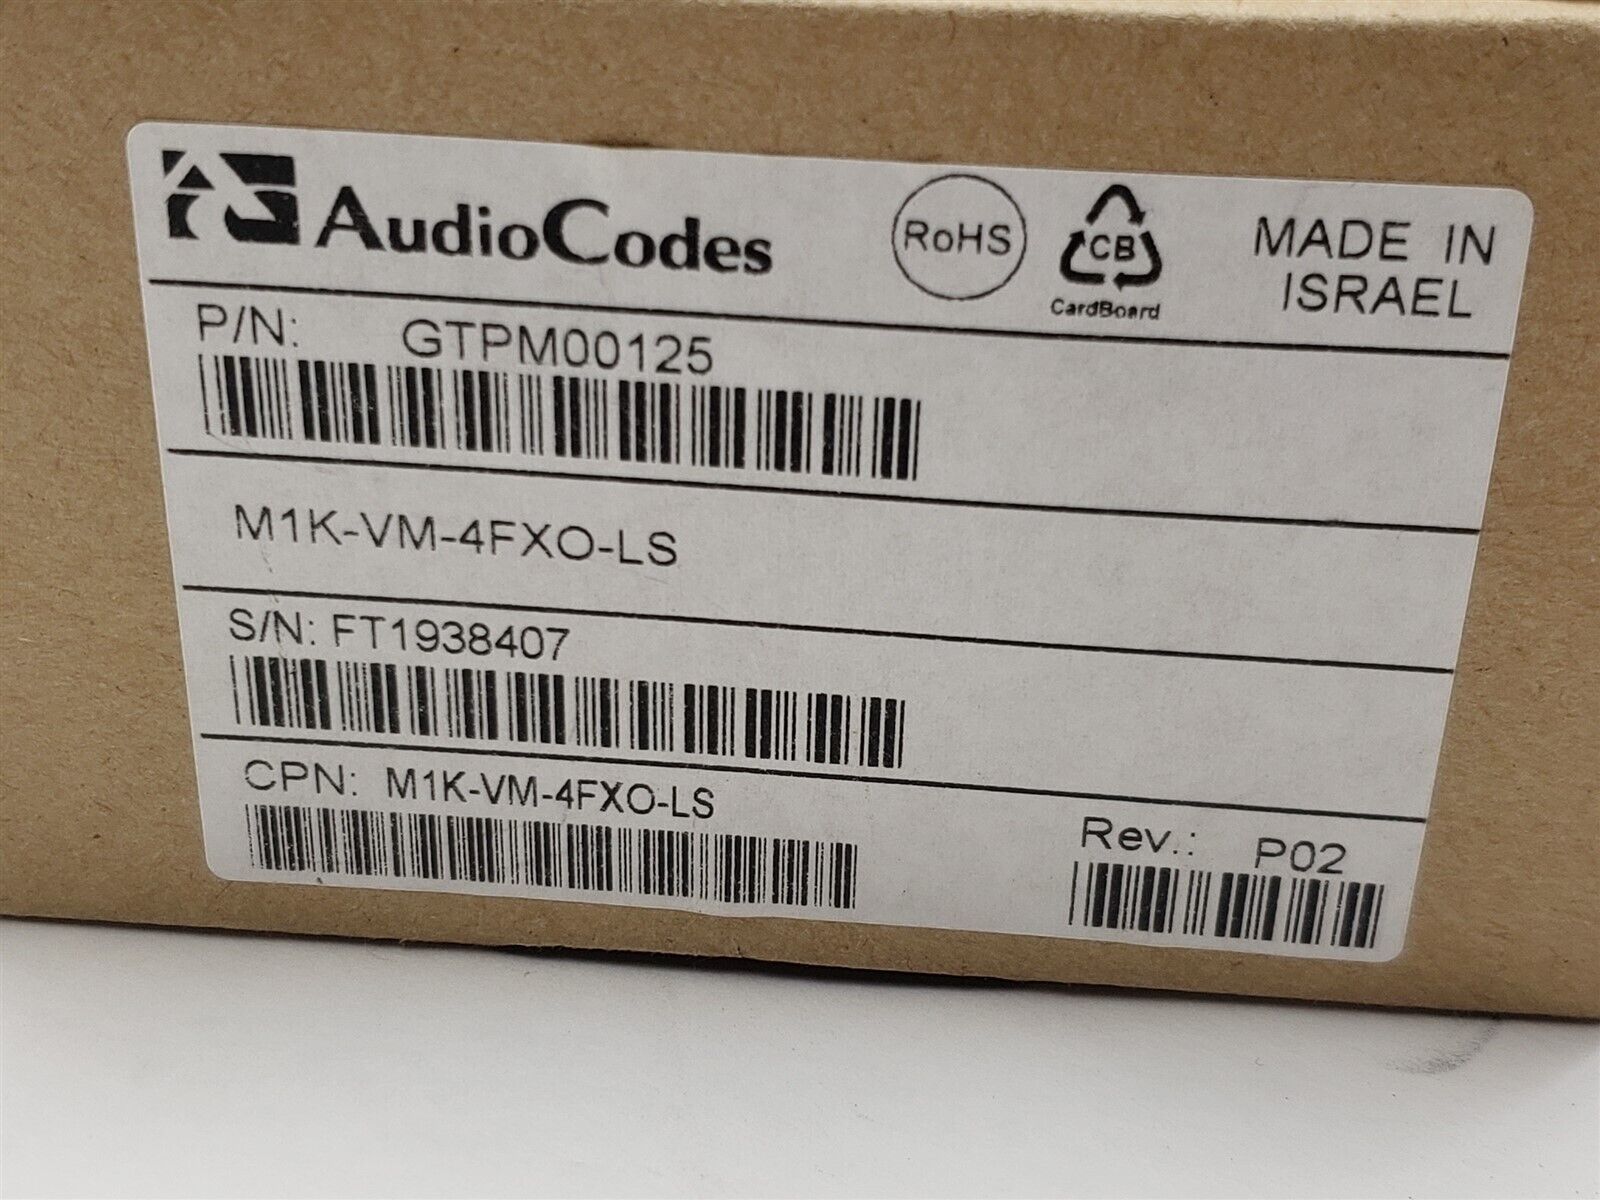 AudioCodes
RoHS
CB
CardBoard
MADE IN
ISRAEL
P/N: GTPM00125
M1K-VM-4FXO-LS
S/N: FT1938407
CPN: M1K-VM-4FXO-LS
Rev.: P02